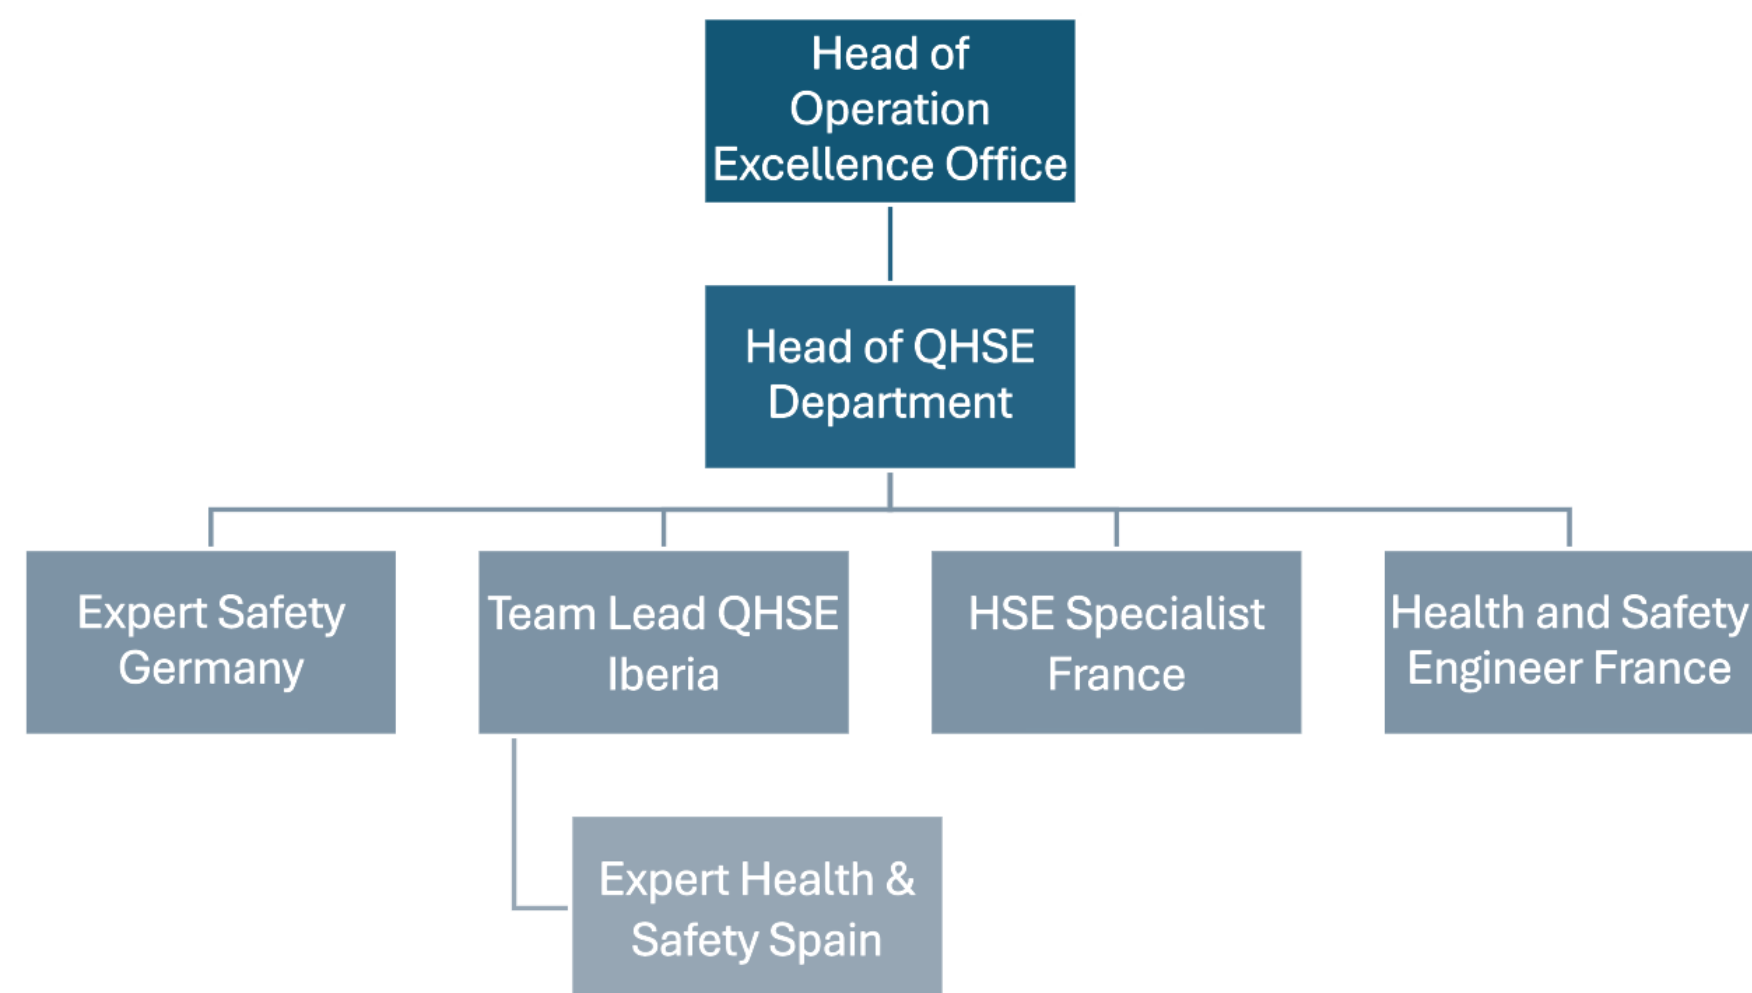 Head of
Operation
Excellence Office
Head of QHSE
Department
Expert Safety
Germany
Team Lead QHSE
Iberia
HSE Specialist
France
Health and Safety
Engineer France
Expert Health &
Safety Spain